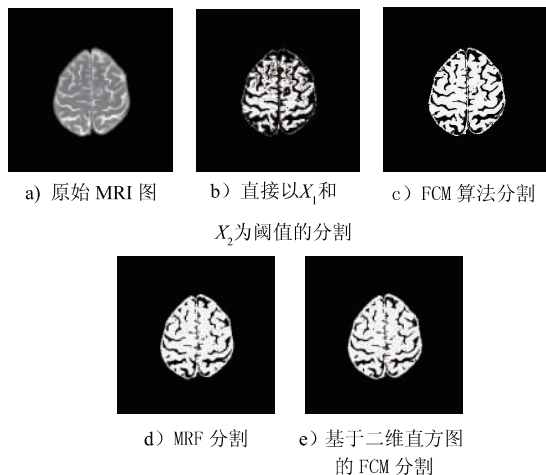 a) 原始 MRI 图
b）直接以X₁和
X₂为阈值的分割
c）FCM 算法分割
d）MRF 分割
e）基于二维直方图
的 FCM 分割